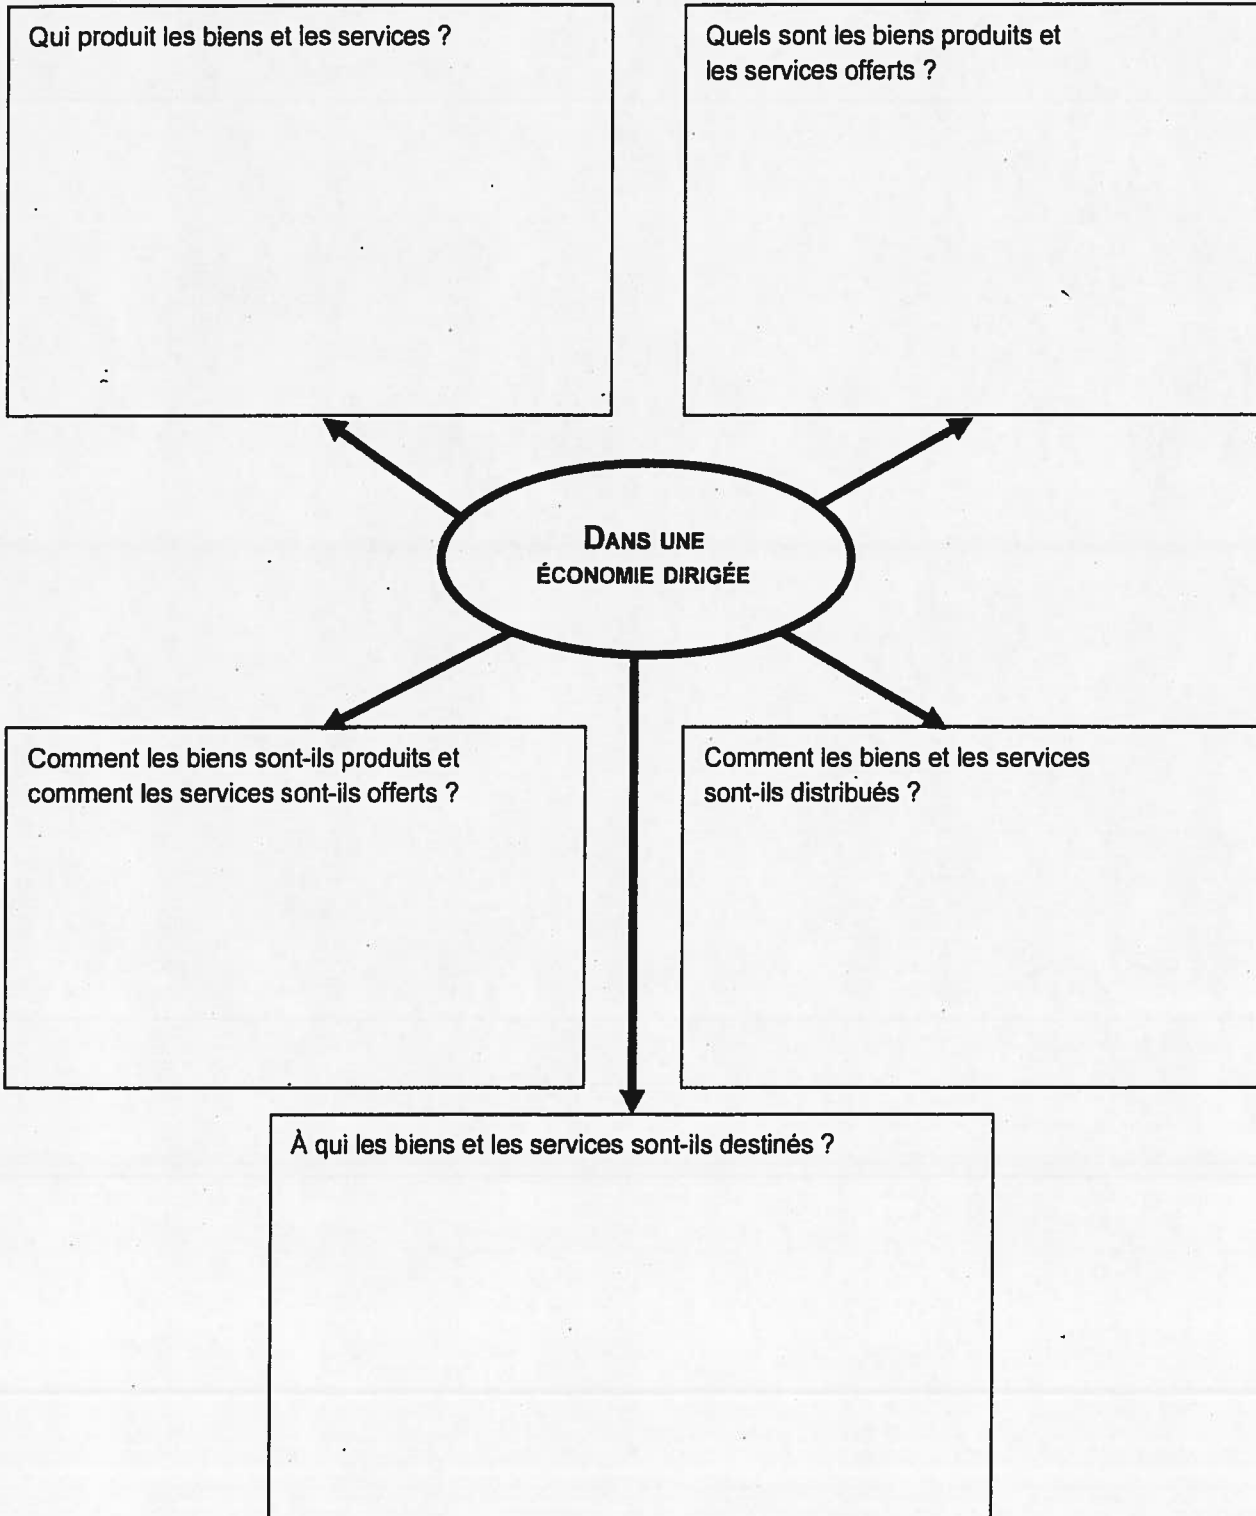 Qui produit les biens et les services ?
Quels sont les biens produits et
les services offerts ?
DANS UNE
ÉCONOMIE DIRIGÉE
Comment les biens sont-ils produits et
comment les services sont-ils offerts ?
Comment les biens et les services
sont-ils distribués ?
À qui les biens et les services sont-ils destinés ?